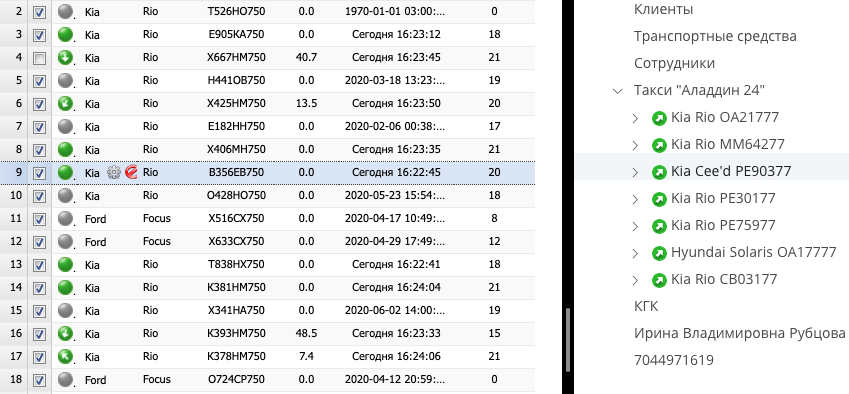 2 Kia Rio T526HO750 0.0 1970-01-01 03:00:... 0
3 Kia Rio E905KA750 0.0 Сегодня 16:23:12 18
4 Kia Rio X667HM750 40.7 Сегодня 16:23:45 21
5 Kia Rio H441OB750 0.0 2020-03-18 13:23:... 19
6 Kia Rio X425HM750 13.5 Сегодня 16:23:50 20
7 Kia Rio E182HH750 0.0 2020-02-06 00:38:... 17
8 Kia Rio X406MH750 0.0 Сегодня 16:23:35 21
9 Kia Rio B356EB750 0.0 Сегодня 16:22:45 20
10 Kia Rio O428HO750 0.0 2020-05-23 15:54:... 18
11 Ford Focus X516CX750 0.0 2020-04-17 10:49:... 8
12 Ford Focus X633CX750 0.0 2020-04-29 17:49:... 12
13 Kia Rio T838HX750 0.0 Сегодня 16:22:41 18
14 Kia Rio K381HM750 0.0 Сегодня 16:24:04 21
15 Kia Rio X341HA750 0.0 2020-06-02 14:00:... 19
16 Kia Rio K393HM750 48.5 Сегодня 16:23:33 15
17 Kia Rio K378HM750 7.4 Сегодня 16:24:06 21
18 Ford Focus O724CP750 0.0 2020-04-12 20:59:... 0
Клиенты
Транспортные средства
Сотрудники
Такси "Аладдин 24"
Kia Rio OA21777
Kia Rio MM64277
Kia Cee'd PE90377
Kia Rio PE30177
Kia Rio PE75977
Hyundai Solaris OA17777
Kia Rio CB03177
КГК
Ирина Владимировна Рубцова
7044971619